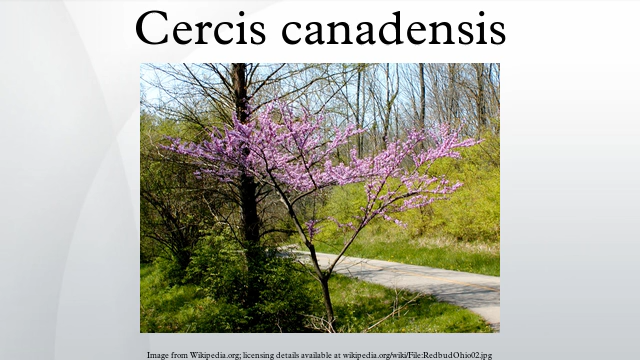 Cercis canadensis
Image from Wikipedia.org; licensing details available at wikipedia.org/wiki/File:RedbudOhio02.jpg